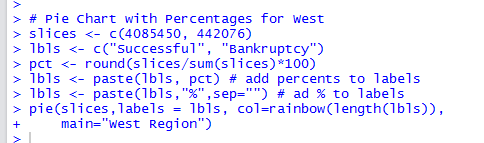 >
> # Pie Chart with Percentages for West
> slices <- c(4085450, 442076)
> lbls <- c("Successful", "Bankruptcy")
> pct <- round(slices/sum(slices)*100)
> lbls <- paste(lbls, pct) # add percents to labels
> lbls <- paste(lbls,"%",sep="") # ad % to labels
> pie(slices,labels = lbls, col=rainbow(length(lbls)),
+     main="West Region")
>